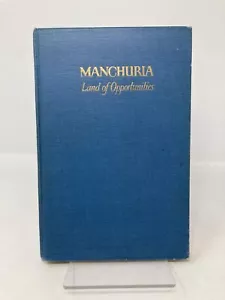 MANCHURIA
Land of Opportunities